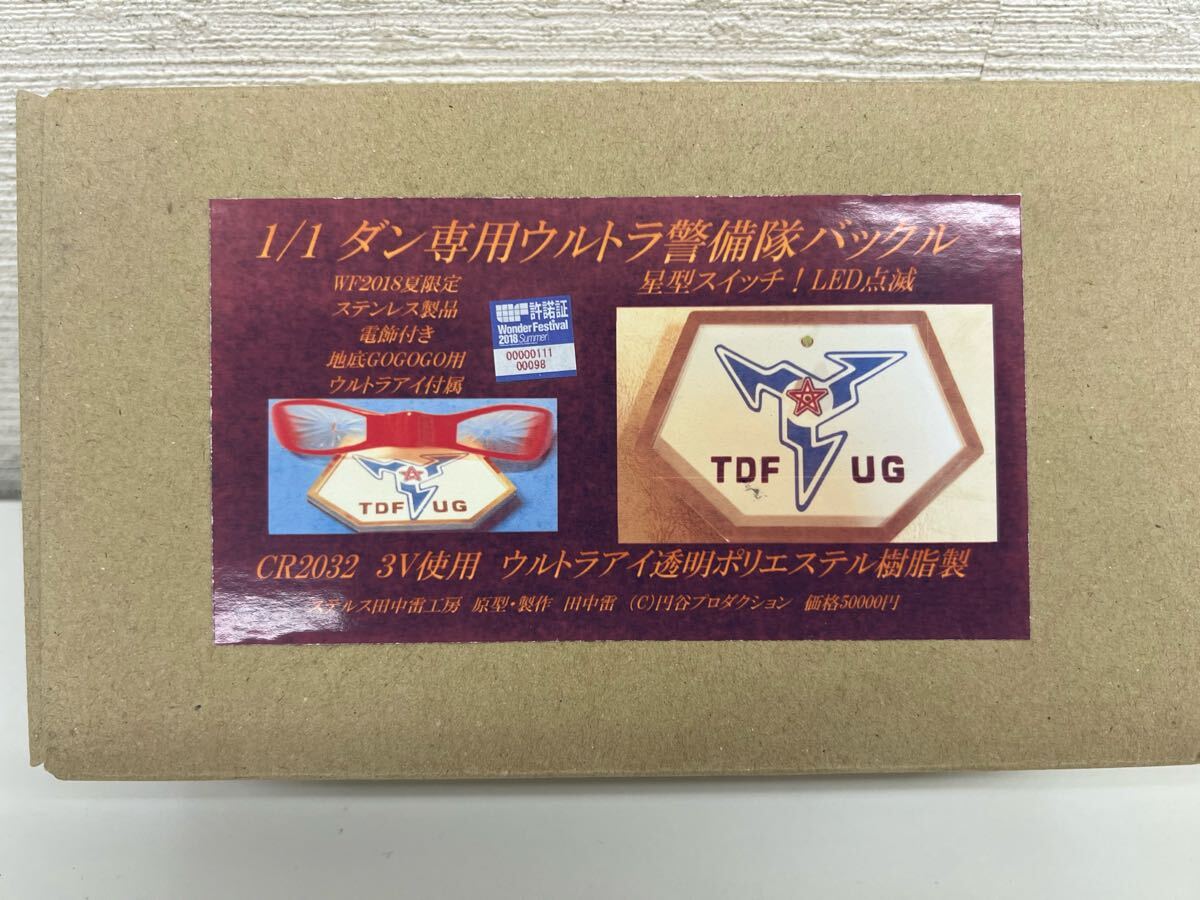 1/1 ダン専用ウルトラ警備隊バックル
WF2018夏限定
ステンレス製品
電飾付き
地底GOGOGO用
ウルトラアイ付属
許諾証
Wonder Festival
2018 Summer
00000111
00098
星型スイッチ！LED点滅
TDF UG
TDF UG
CR2032 3V使用 ウルトラアイ透明ポリエステル樹脂製
ステルス田中雷工房 原型・製作 田中雷 (C)円谷プロダクション 価格50000円